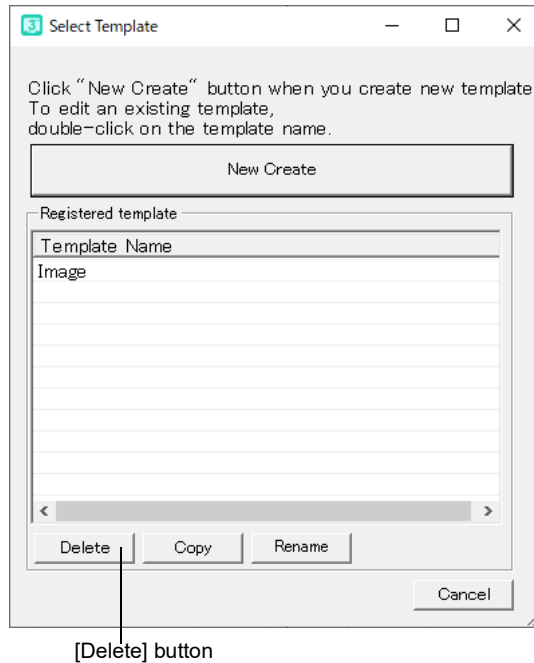 3 Select Template
Click "New Create" button when you create new template
To edit an existing template,
double-click on the template name.
New Create
Registered template
Template Name
Image
Delete Copy Rename
Cancel
[Delete] button